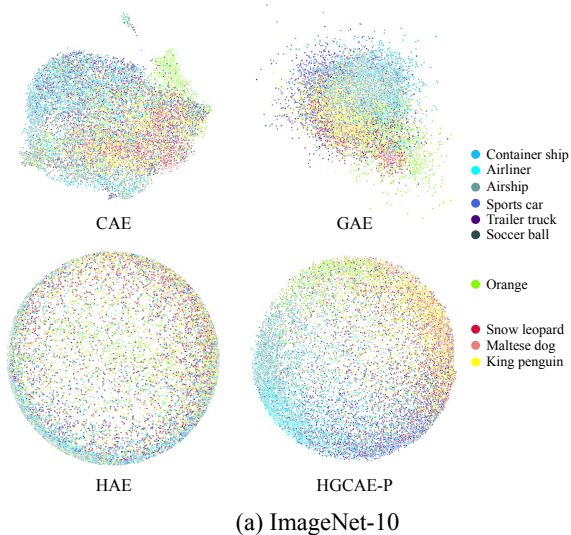 CAE
GAE
Container ship
Airliner
Airship
Sports car
Trailer truck
Soccer ball
Orange
Snow leopard
Maltese dog
King penguin
HAE
HGCAE-P
(a) ImageNet-10